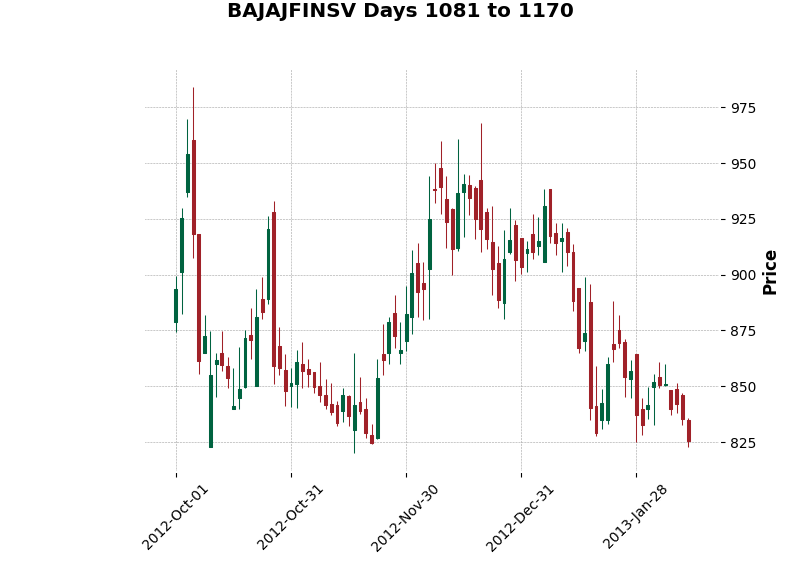 BAJAJFINSV Days 1081 to 1170
975
950
925
900
875
850
825
Price
2012-Oct-01
2012-Oct-31
2012-Nov-30
2012-Dec-31
2013-Jan-28